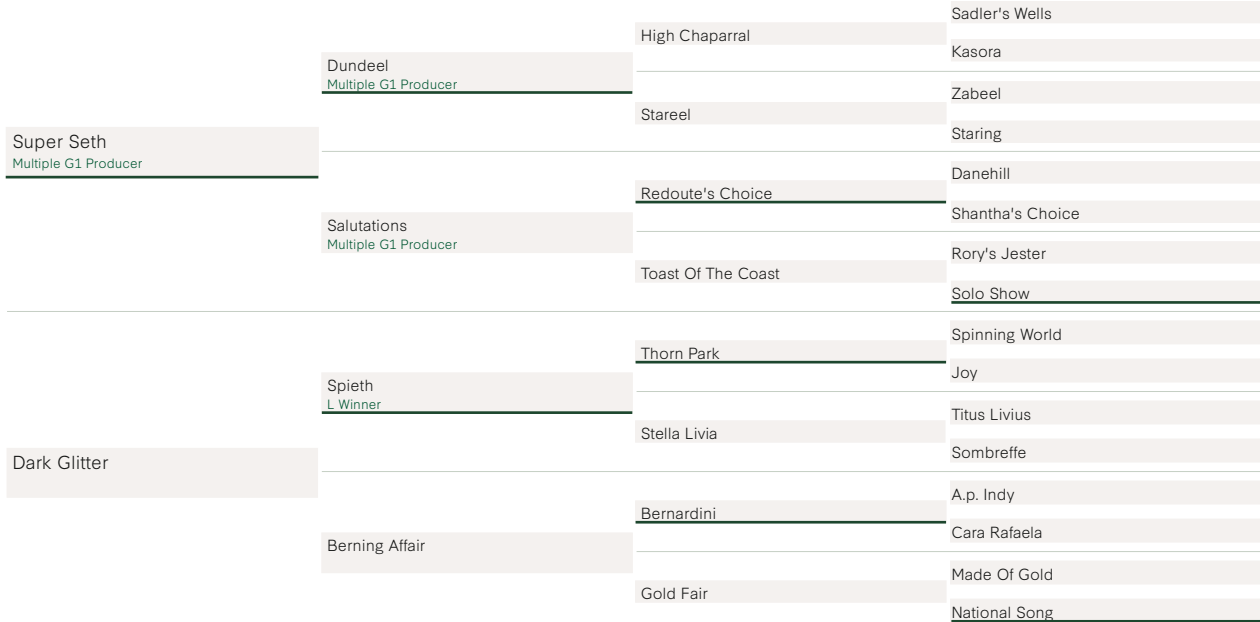 Super Seth
Multiple G1 Producer
Dundeel
Multiple G1 Producer
High Chaparral
Sadler's Wells
Kasora
Stareel
Zabeel
Staring
Salutations
Multiple G1 Producer
Redoute's Choice
Danehill
Shantha's Choice
Toast Of The Coast
Rory's Jester
Solo Show
Dark Glitter
Spieth
L Winner
Thorn Park
Spinning World
Joy
Stella Livia
Titus Livius
Sombreffe
Berning Affair
Bernardini
A.p. Indy
Cara Rafaela
Gold Fair
Made Of Gold
National Song